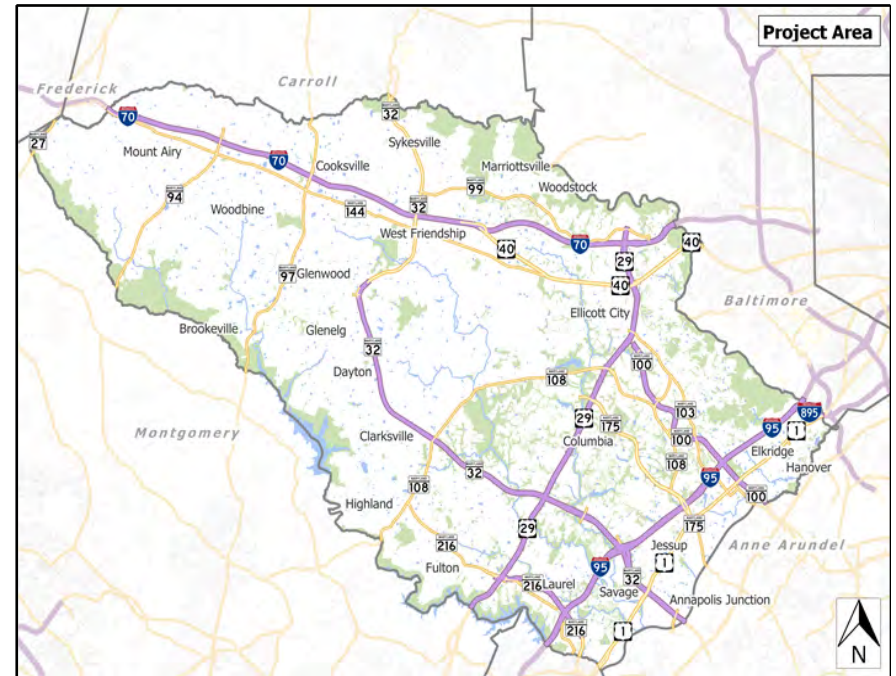 Project Area
Frederick
Carroll
70
32
27
Mount Airy
70
Cooksville
Sykesville
Marriottsville
99
Woodstock
94
Woodbine
144
32
West Friendship
40
70
29
40
40
97
Glenwood
Baltimore
Brookeville
Glenelg
Ellicott City
32
Dayton
100
108
103
29
175
895
95
1
Montgomery
Clarksville
Columbia
100
Elkridge
108
Hanover
32
95
108
100
Highland
175
29
216
Jessup
Anne Arundel
Fulton
95
1
216
Laurel
32
Savage
Annapolis Junction
216
1
N